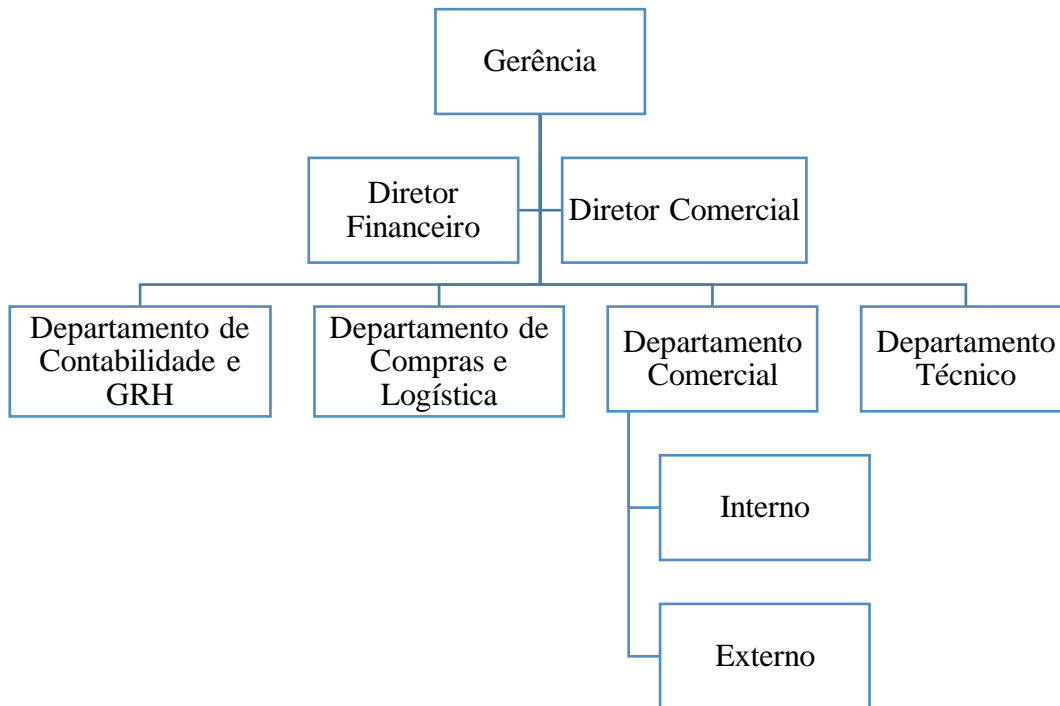 Gerência
Diretor
Financeiro
Diretor Comercial
Departamento de
Contabilidade e
GRH
Departamento de
Compras e
Logística
Departamento
Comercial
Departamento
Técnico
Interno
Externo